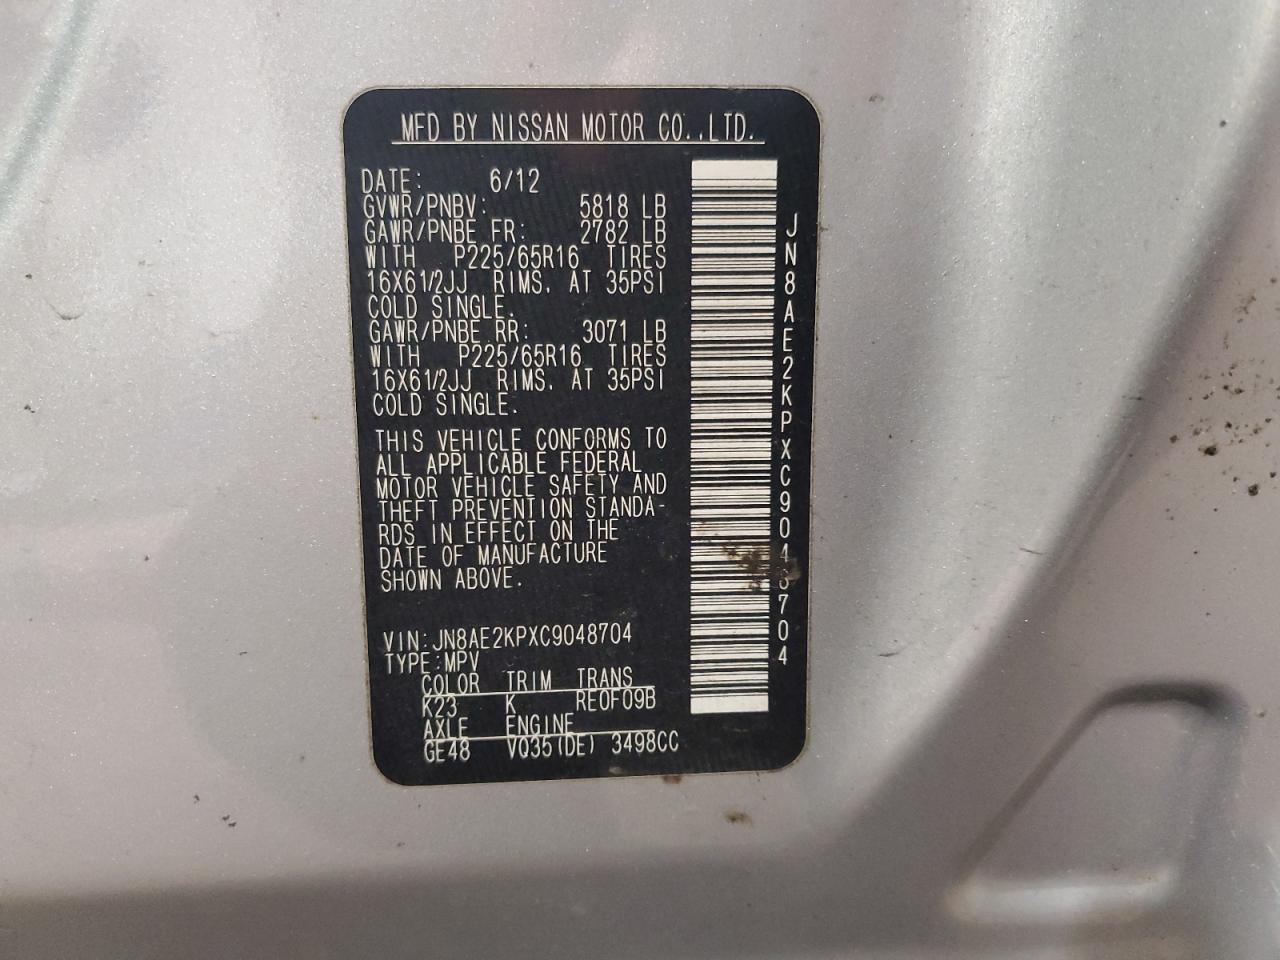 MFD BY NISSAN MOTOR CO.,LTD.
DATE: 6/12
GVWR/PNBV: 5818 LB
GAWR/PNBE FR: 2782 LB
WITH P225/65R16 TIRES
16X61/2JJ RIMS. AT 35PSI
COLD SINGLE.
GAWR/PNBE RR: 3071 LB
WITH P225/65R16 TIRES
16X61/2JJ RIMS. AT 35PSI
COLD SINGLE.
THIS VEHICLE CONFORMS TO
ALL APPLICABLE FEDERAL
MOTOR VEHICLE SAFETY AND
THEFT PREVENTION STANDA-
RDS IN EFFECT ON THE
DATE OF MANUFACTURE
SHOWN ABOVE.
VIN:JN8AE2KPXC9048704
TYPE:MPV
COLOR TRIM TRANS
K23 K RE0F09B
AXLE ENGINE
GE48 VQ35(DE) 3498CC
JN8AE2KPXC9048704